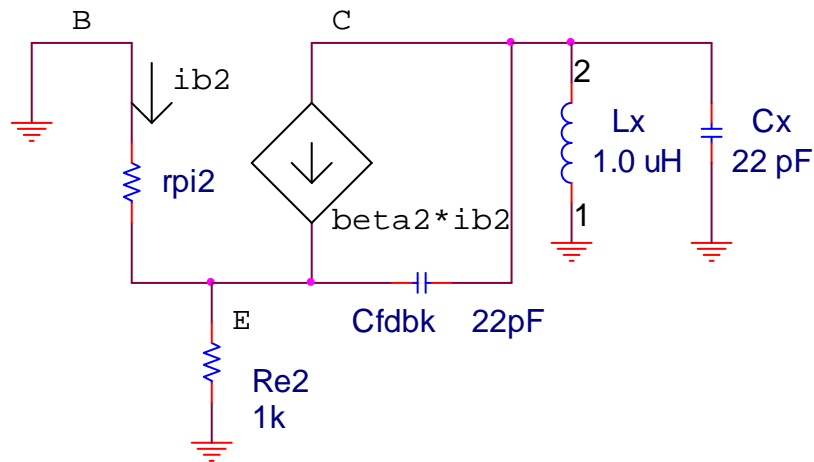 B
C
ib2
2
Lx
Cx
1.0 uH
22 pF
rpi2
1
beta2*ib2
E
Cfdbk 22pF
Re2
1k